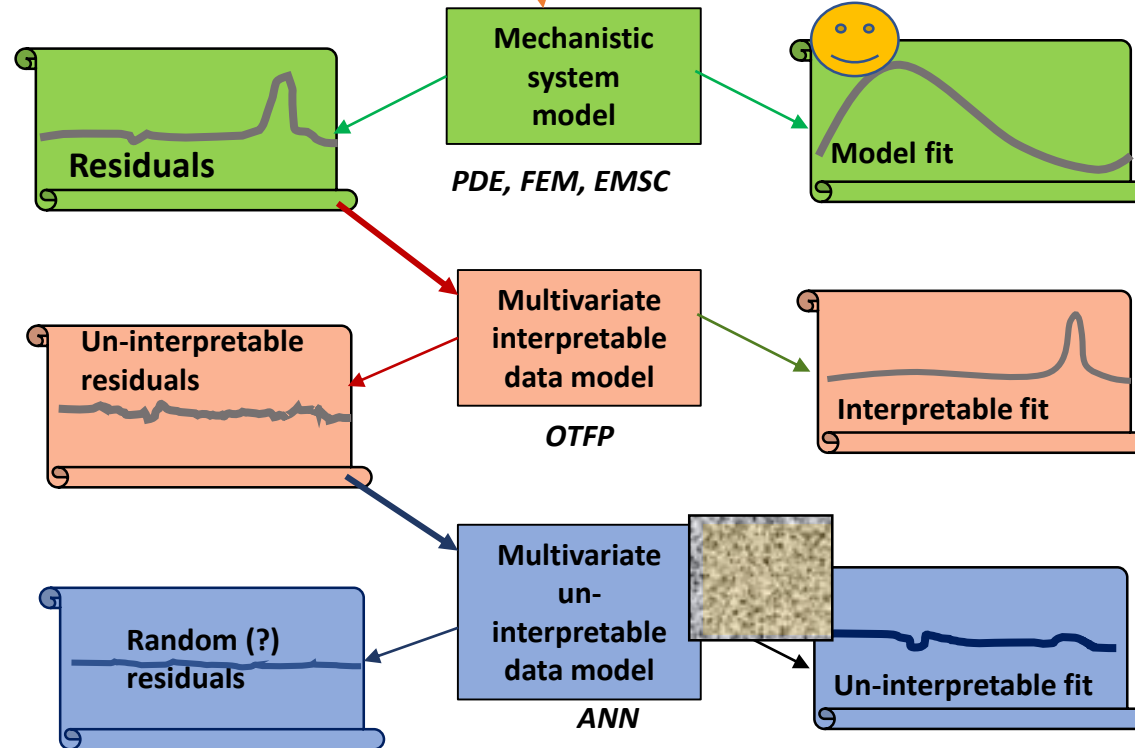 Mechanistic
system
model
Residuals
Model fit
PDE, FEM, EMSC
Multivariate
interpretable
data model
Un-interpretable
residuals
Interpretable fit
OTFP
Multivariate
un-
interpretable
data model
Random (?)
residuals
Un-interpretable fit
ANN